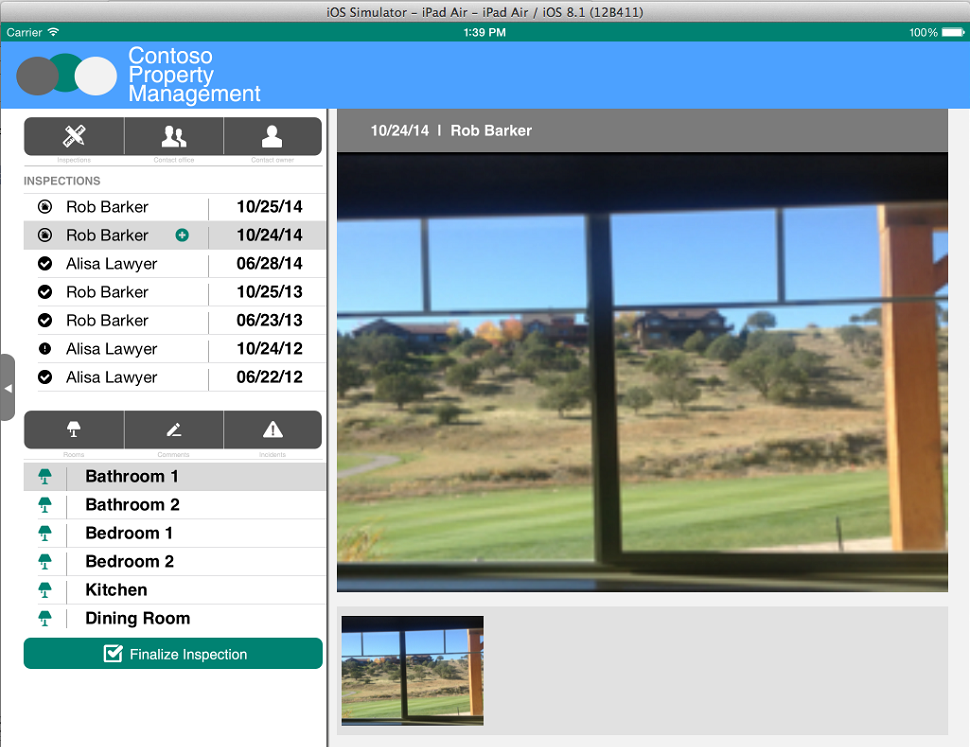 iOS Simulator - iPad Air - iPad Air / iOS 8.1 (12B411)
Carrier 1:39 PM 100%
Contoso
Property
Management
Inspections Contact office Contact owner
INSPECTIONS
Rob Barker 10/25/14
Rob Barker 10/24/14
Alisa Lawyer 06/28/14
Rob Barker 10/25/13
Rob Barker 06/23/13
Alisa Lawyer 10/24/12
Alisa Lawyer 06/22/12
Rooms Comments Incidents
Bathroom 1
Bathroom 2
Bedroom 1
Bedroom 2
Kitchen
Dining Room
Finalize Inspection
10/24/14 | Rob Barker